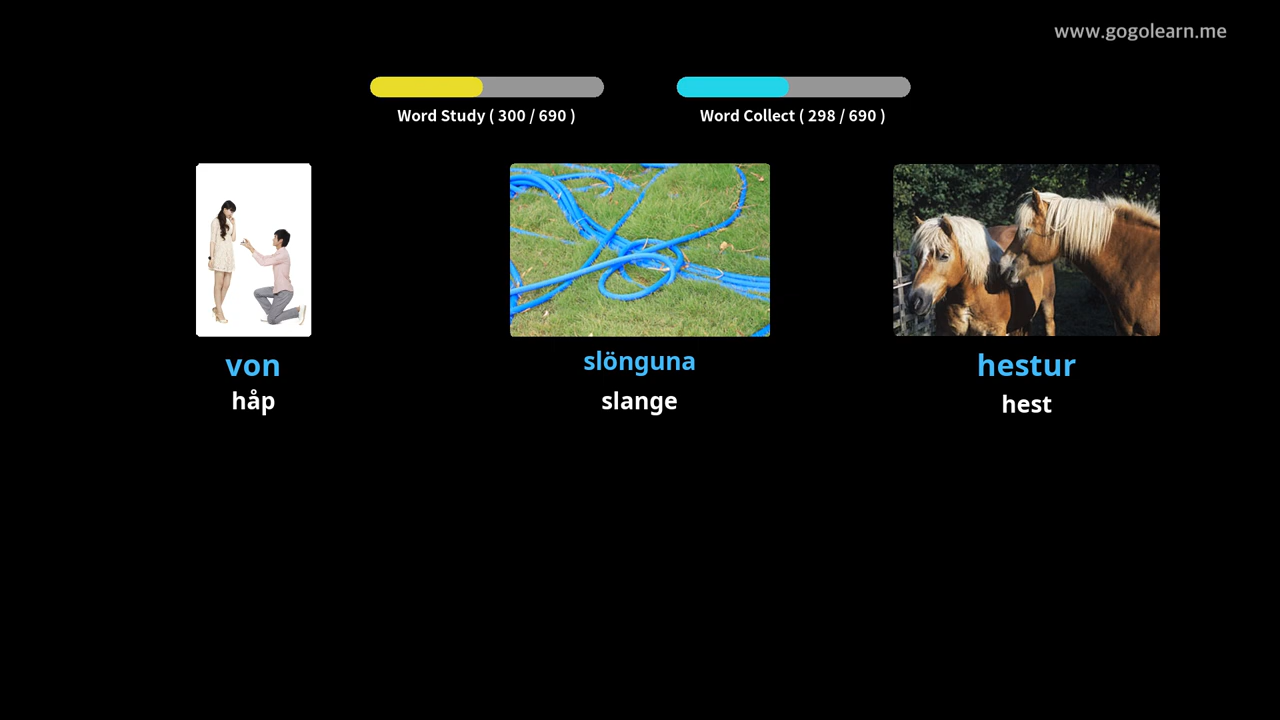 www.gogolearn.me
Word Study ( 300 / 690 )
Word Collect ( 298 / 690 )
von
håp
slönguna
slange
hestur
hest